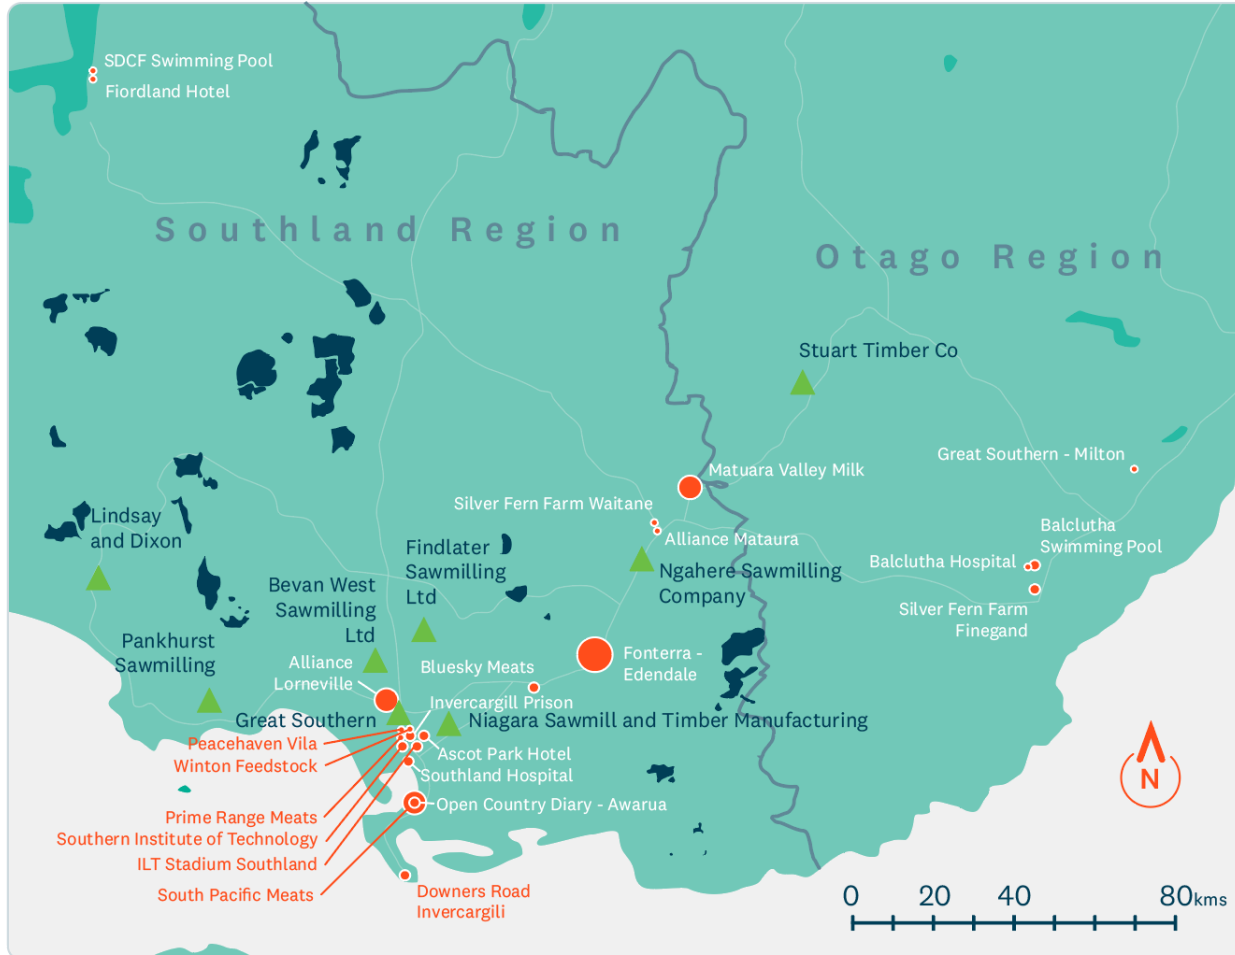 SDCF Swimming Pool
Fiordland Hotel
Southland Region
Otago Region
Stuart Timber Co
Great Southern - Milton
Matuara Valley Milk
Silver Fern Farm Waitane
Alliance Mataura
Lindsay
and Dixon
Balclutha
Swimming Pool
Balclutha Hospital
Findlater
Sawmilling
Ltd
Ngahere Sawmilling
Company
Bevan West
Sawmilling
Ltd
Silver Fern Farm
Finegand
Pankhurst
Sawmilling
Alliance
Lorneville
Bluesky Meats
Fonterra -
Edendale
Invercargill Prison
Great Southern
Niagara Sawmill and Timber Manufacturing
Peacehaven Vila
Winton Feedstock
Ascot Park Hotel
Southland Hospital
Prime Range Meats
Open Country Diary - Awarua
Southern Institute of Technology
ILT Stadium Southland
South Pacific Meats
Downers Road
Invercargili
N
0 20 40 80kms